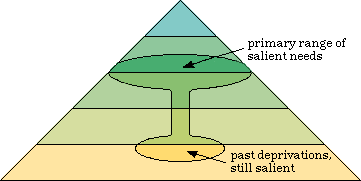 primary range of
salient needs
past deprivations,
still salient